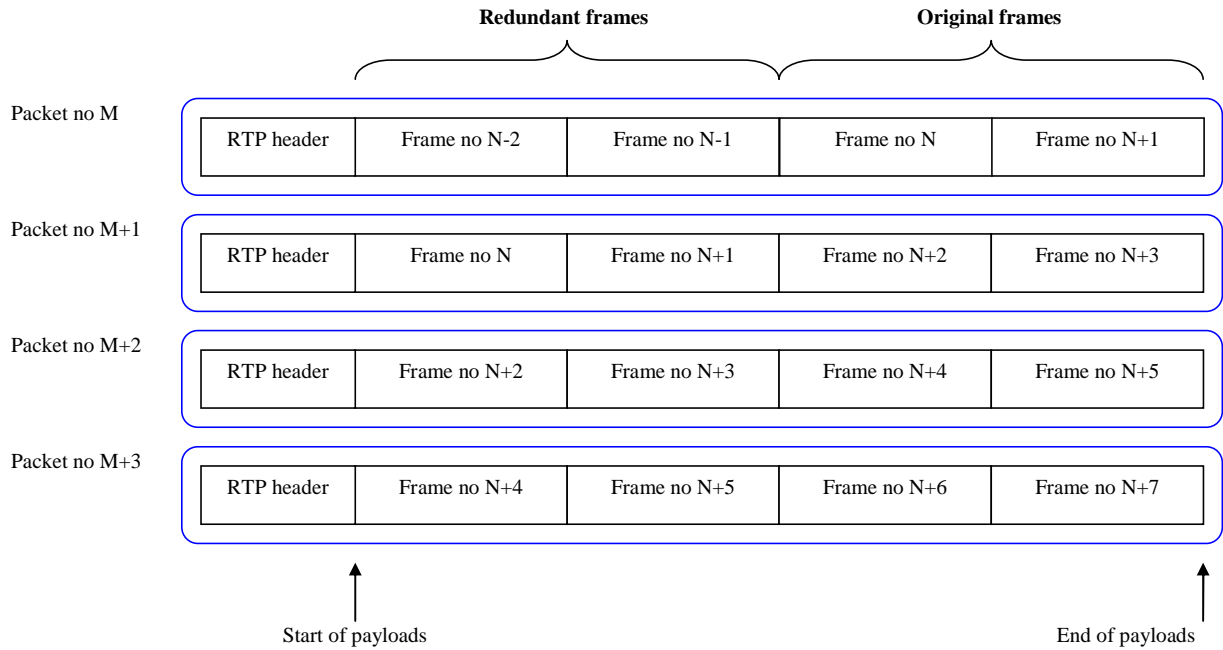 Redundant frames Original frames
Packet no M
RTP header Frame no N-2 Frame no N-1 Frame no N Frame no N+1
Packet no M+1
RTP header Frame no N Frame no N+1 Frame no N+2 Frame no N+3
Packet no M+2
RTP header Frame no N+2 Frame no N+3 Frame no N+4 Frame no N+5
Packet no M+3
RTP header Frame no N+4 Frame no N+5 Frame no N+6 Frame no N+7
Start of payloads End of payloads